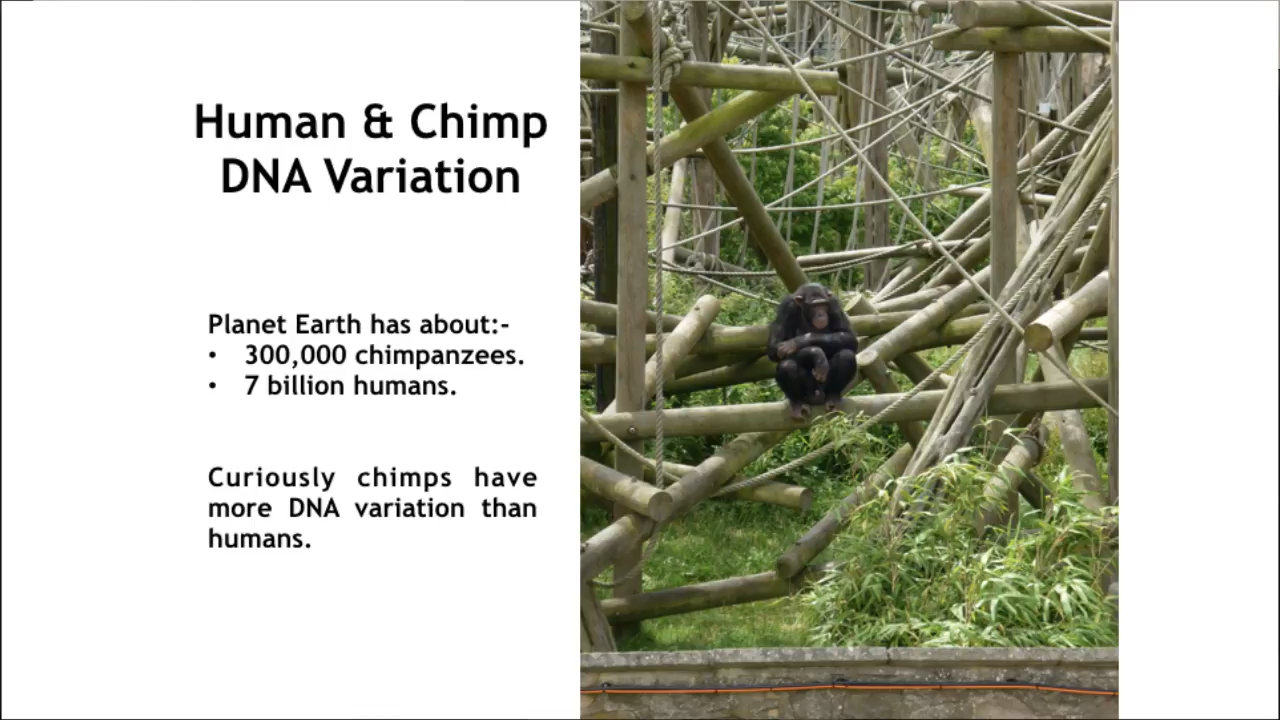 Human & Chimp
DNA Variation
Planet Earth has about:-
• 300,000 chimpanzees.
• 7 billion humans.
Curiously chimps have
more DNA variation than
humans.